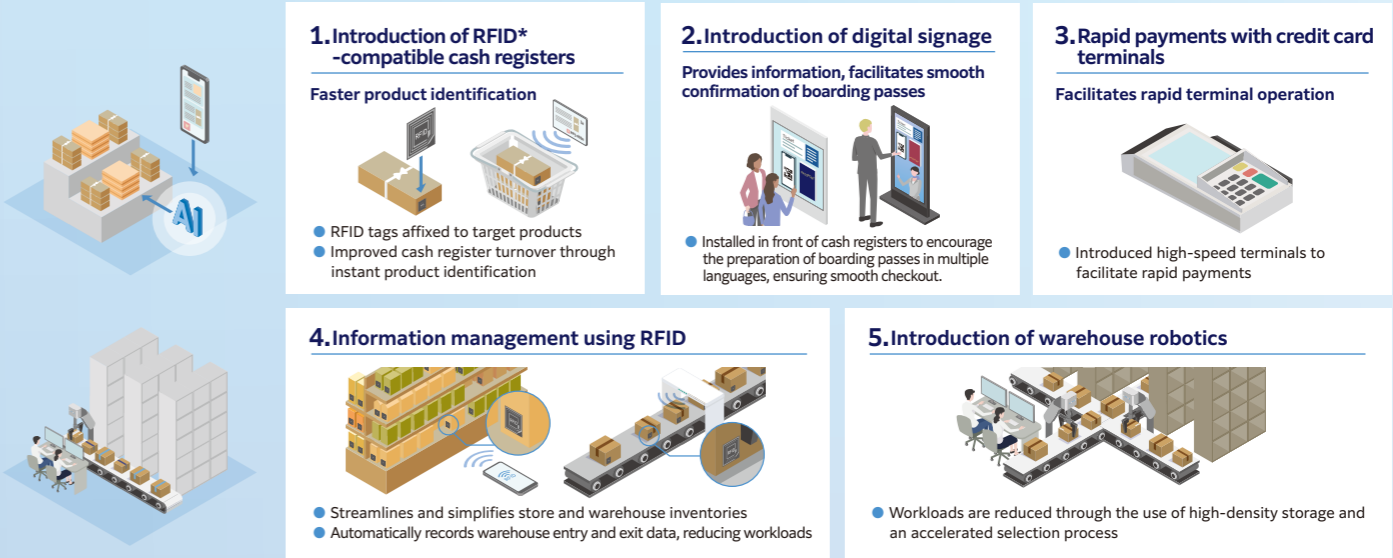 AI
1. Introduction of RFID*
-compatible cash registers
Faster product identification
RFID
● RFID tags affixed to target products
● Improved cash register turnover through
instant product identification
2. Introduction of digital signage
Provides information, facilitates smooth
confirmation of boarding passes
● Installed in front of cash registers to encourage
the preparation of boarding passes in multiple
languages, ensuring smooth checkout.
3. Rapid payments with credit card
terminals
Facilitates rapid terminal operation
● Introduced high-speed terminals to
facilitate rapid payments
4. Information management using RFID
● Streamlines and simplifies store and warehouse inventories
● Automatically records warehouse entry and exit data, reducing workloads
5. Introduction of warehouse robotics
● Workloads are reduced through the use of high-density storage and
an accelerated selection process